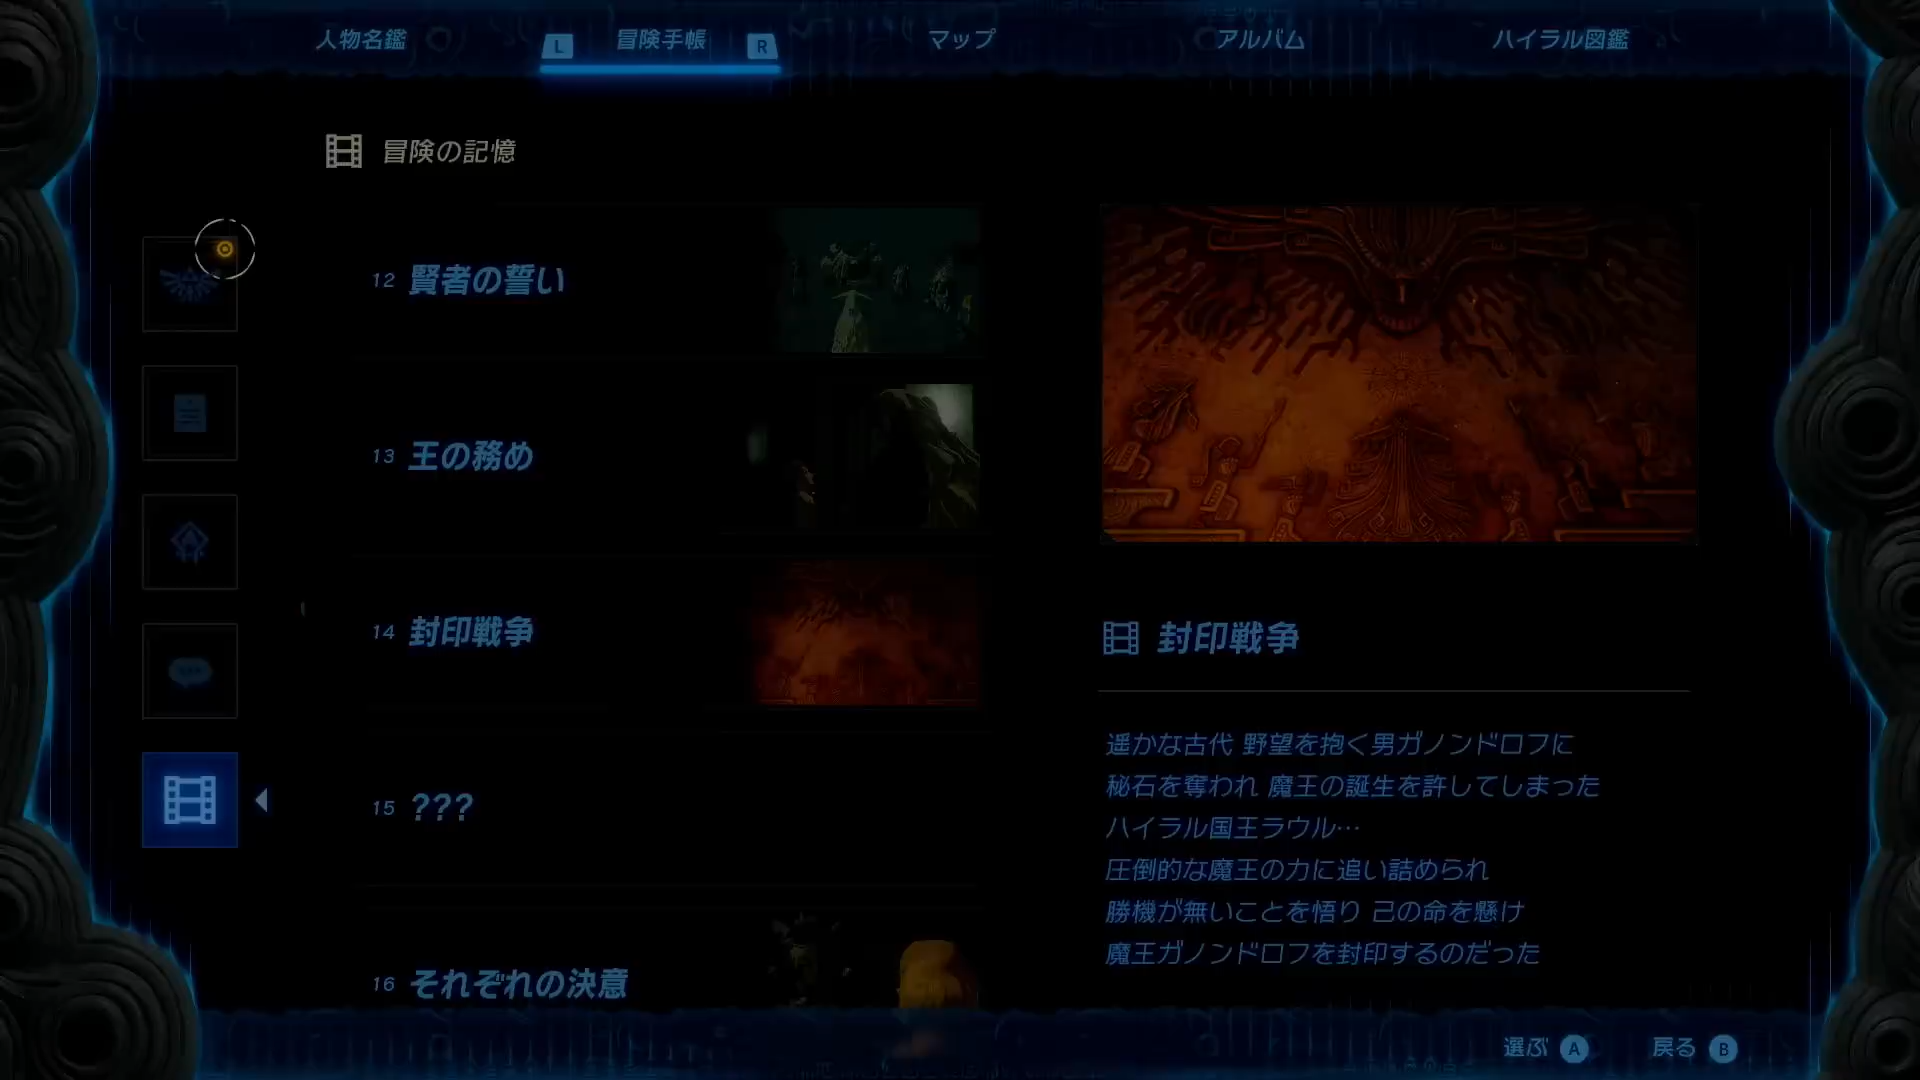 人物名鑑
L
冒険手帳
R
マップ
アルバム
ハイラル図鑑
冒険の記憶
12 賢者の誓い
13 王の務め
14 封印戦争
15 ???
16 それぞれの決意
封印戦争
遥かな古代 野望を抱く男ガノンドロフに
秘石を奪われ 魔王の誕生を許してしまった
ハイラル国王ラウル…
圧倒的な魔王の力に追い詰められ
勝機が無いことを悟り 己の命を懸け
魔王ガノンドロフを封印するのだった
選ぶ A
戻る B